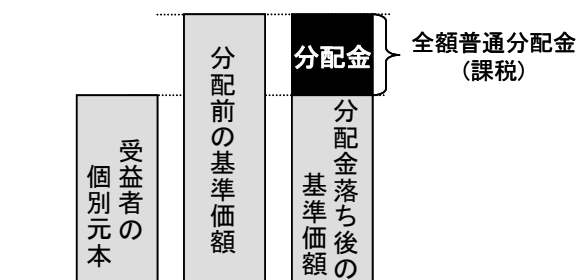 受益者の
個別元本
分配前の基準価額
分配金
分配金落ち後の
基準価額
全額普通分配金
(課税)